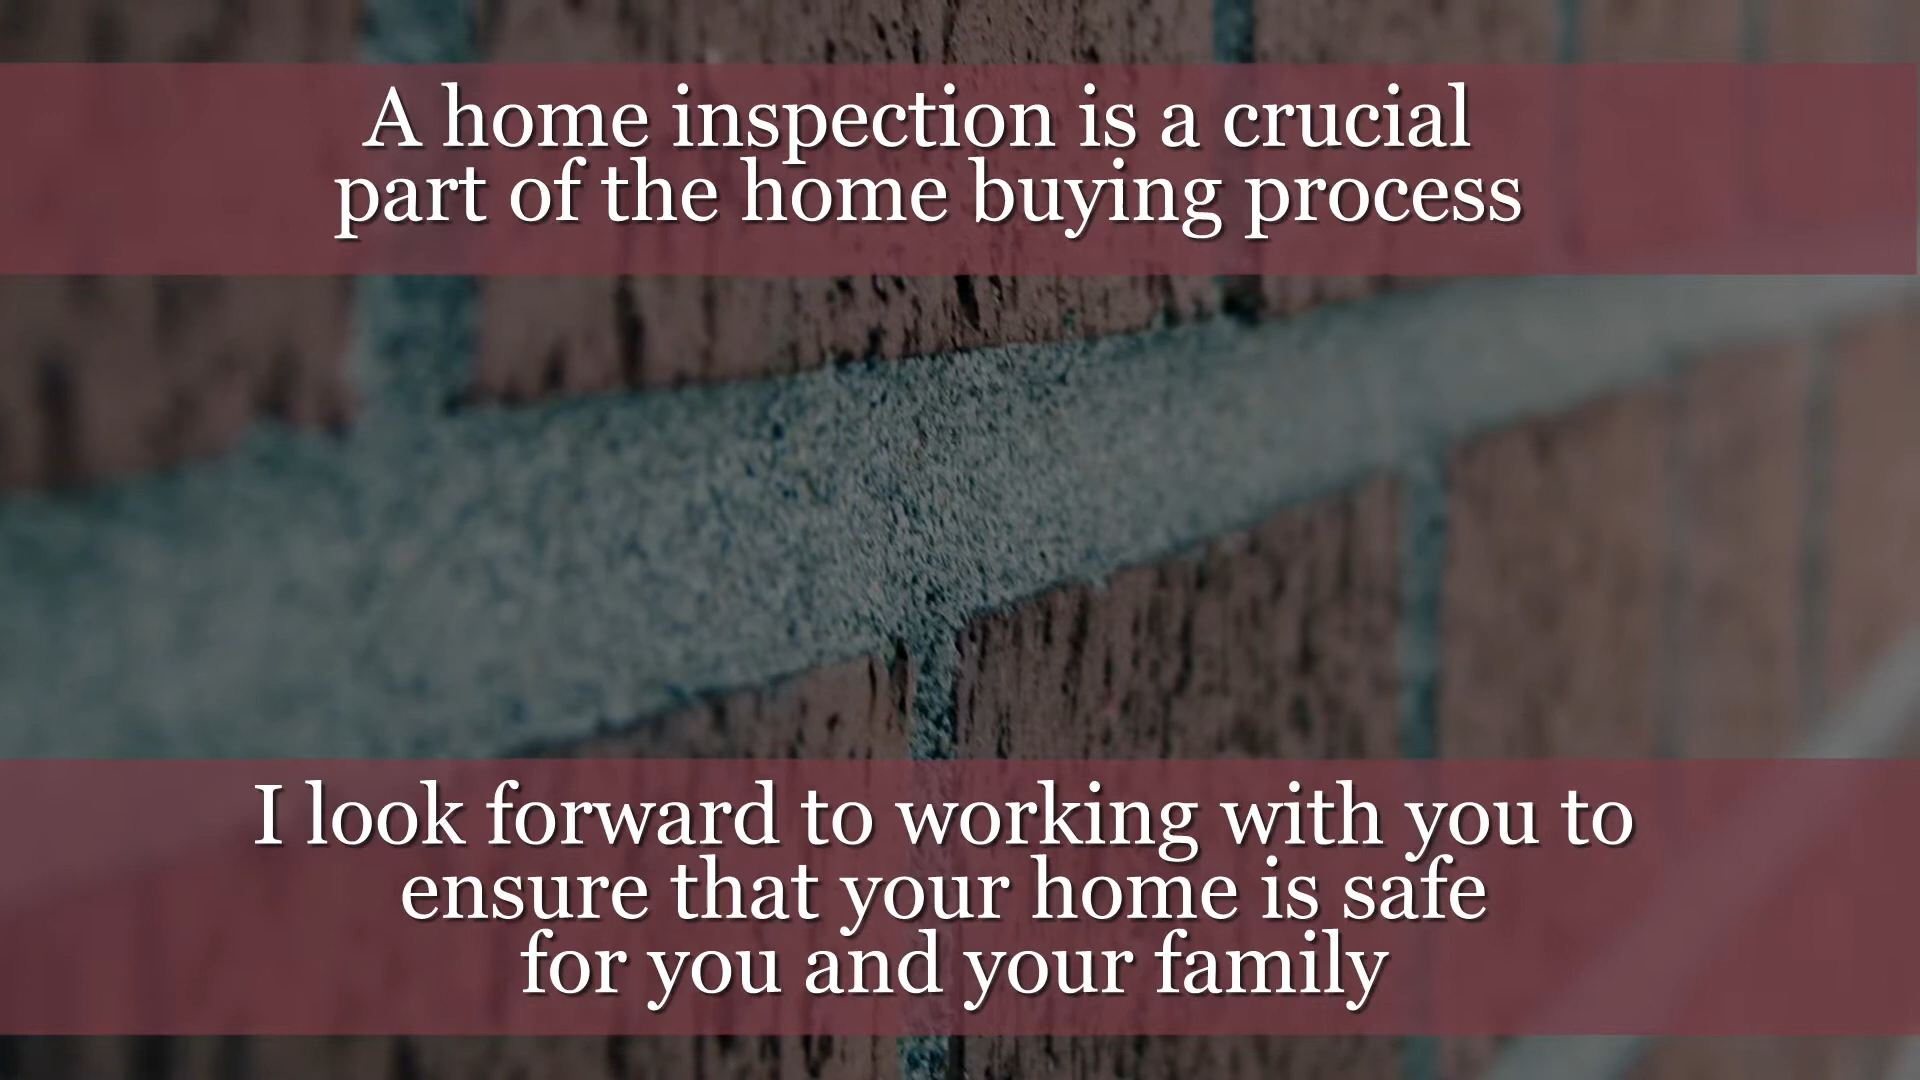 A home inspection is a crucial
part of the home buying process
I look forward to working with you to
ensure that your home is safe
for you and your family